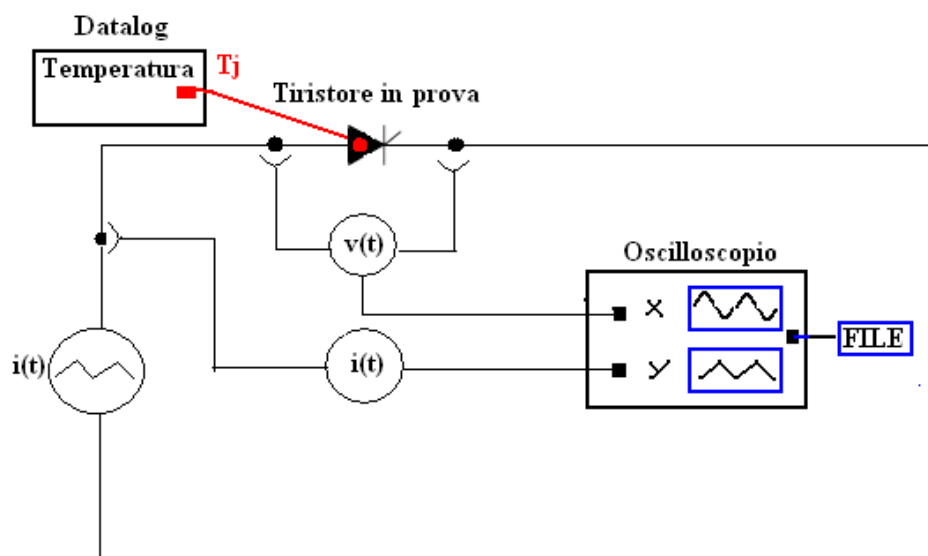 Datalog
Temperatura
Tj
Tiristore in prova
v(t)
Oscilloscopio
x
FILE
i(t)
i(t)
y